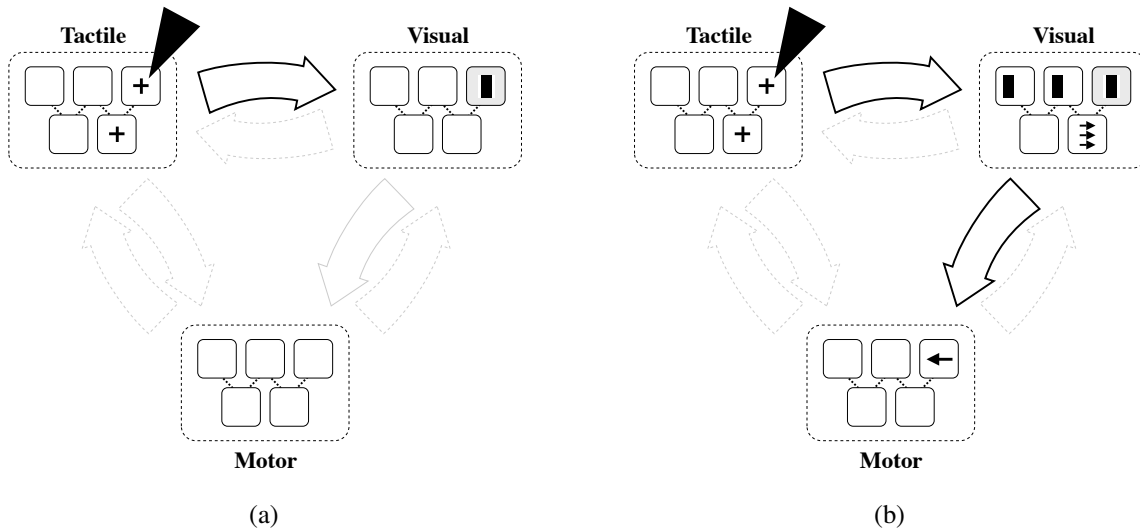 Tactile Visual Tactile Visual
+ +
+ +
Motor Motor
(a) (b)